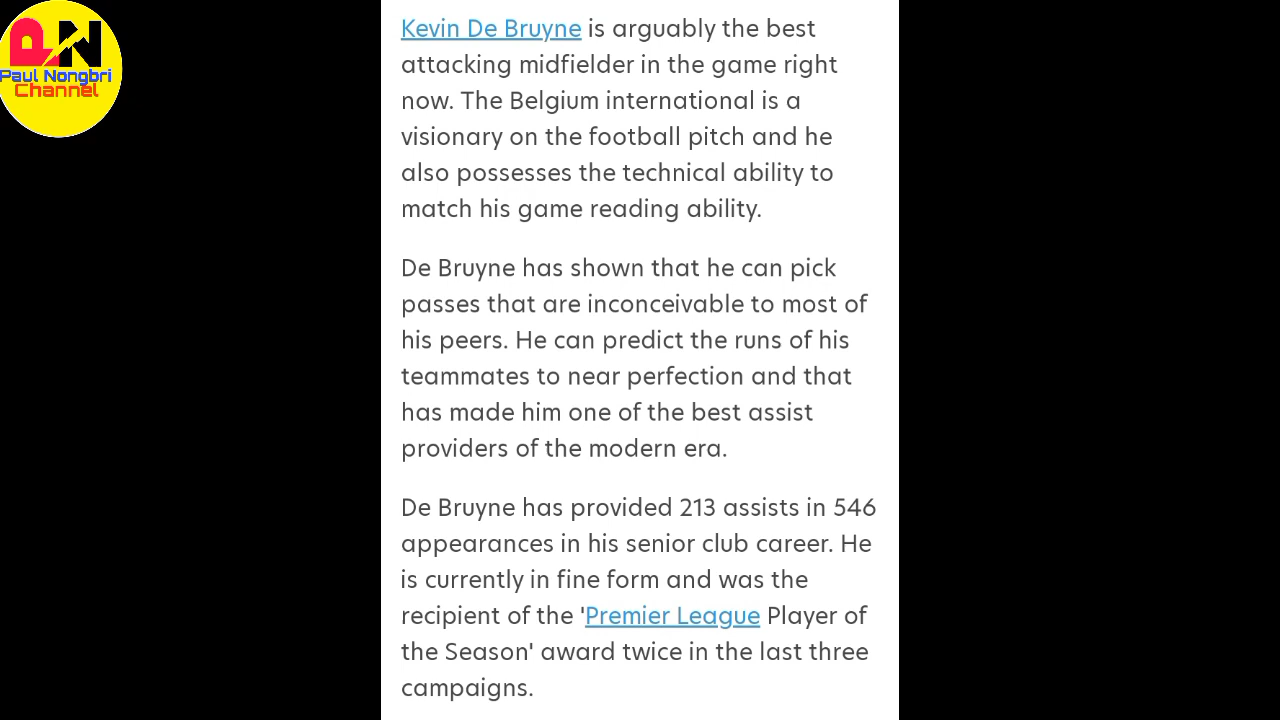 PN
Paul Nongbri
Channel
Kevin De Bruyne is arguably the best
attacking midfielder in the game right
now. The Belgium international is a
visionary on the football pitch and he
also possesses the technical ability to
match his game reading ability.
De Bruyne has shown that he can pick
passes that are inconceivable to most of
his peers. He can predict the runs of his
teammates to near perfection and that
has made him one of the best assist
providers of the modern era.
De Bruyne has provided 213 assists in 546
appearances in his senior club career. He
is currently in fine form and was the
recipient of the 'Premier League Player of
the Season' award twice in the last three
campaigns.